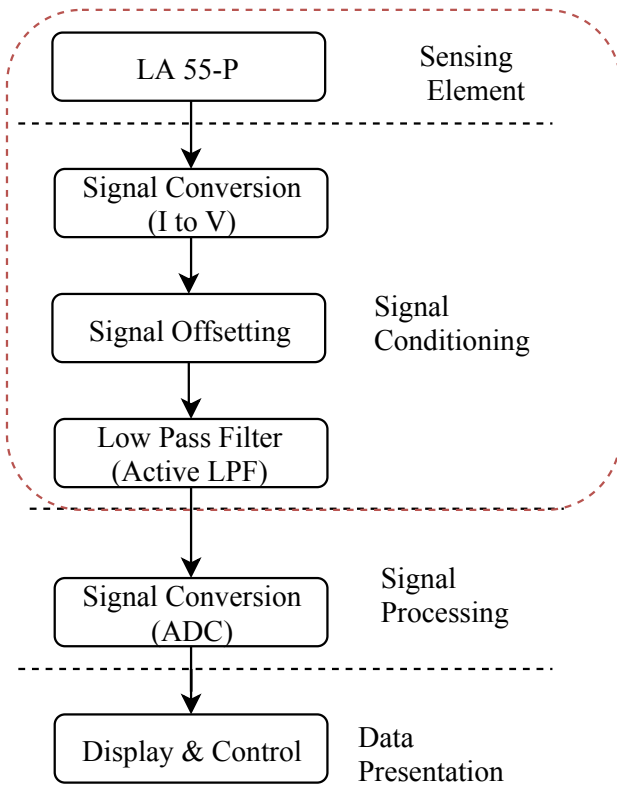 LA 55-P
Sensing
Element
Signal Conversion
(I to V)
Signal Offsetting
Signal
Conditioning
Low Pass Filter
(Active LPF)
Signal Conversion
(ADC)
Signal
Processing
Display & Control
Data
Presentation